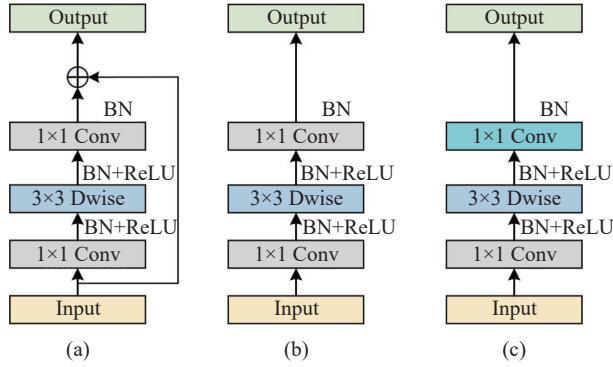 Output
BN
1×1 Conv
BN+ReLU
3×3 Dwise
BN+ReLU
1×1 Conv
Input
(a)
Output
BN
1×1 Conv
BN+ReLU
3×3 Dwise
BN+ReLU
1×1 Conv
Input
(b)
Output
BN
1×1 Conv
BN+ReLU
3×3 Dwise
BN+ReLU
1×1 Conv
Input
(c)